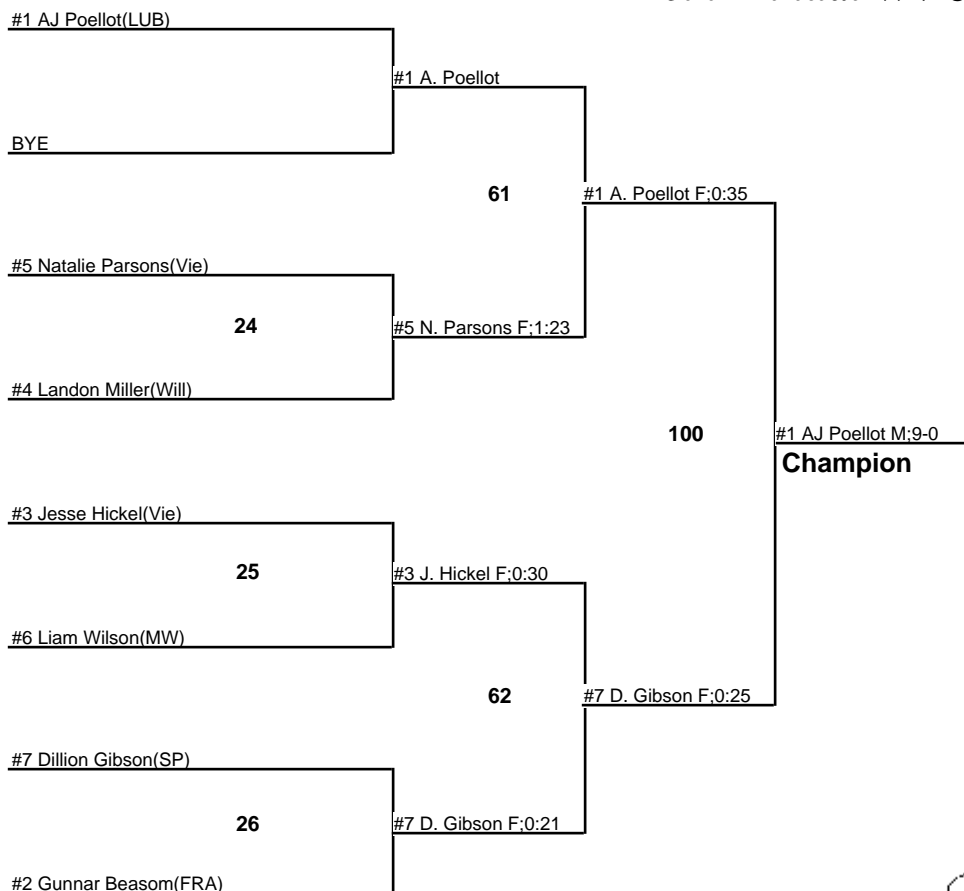 #1 AJ Poellot(LUB)
#1 A. Poellot
BYE
61
#1 A. Poellot F;0:35
#5 Natalie Parsons(Vie)
24
#5 N. Parsons F;1:23
#4 Landon Miller(Will)
100
#1 AJ Poellot M;9-0
Champion
#3 Jesse Hickel(Vie)
25
#3 J. Hickel F;0:30
#6 Liam Wilson(MW)
62
#7 D. Gibson F;0:25
#7 Dillion Gibson(SP)
26
#7 D. Gibson F;0:21
#2 Gunnar Beasom(FRA)